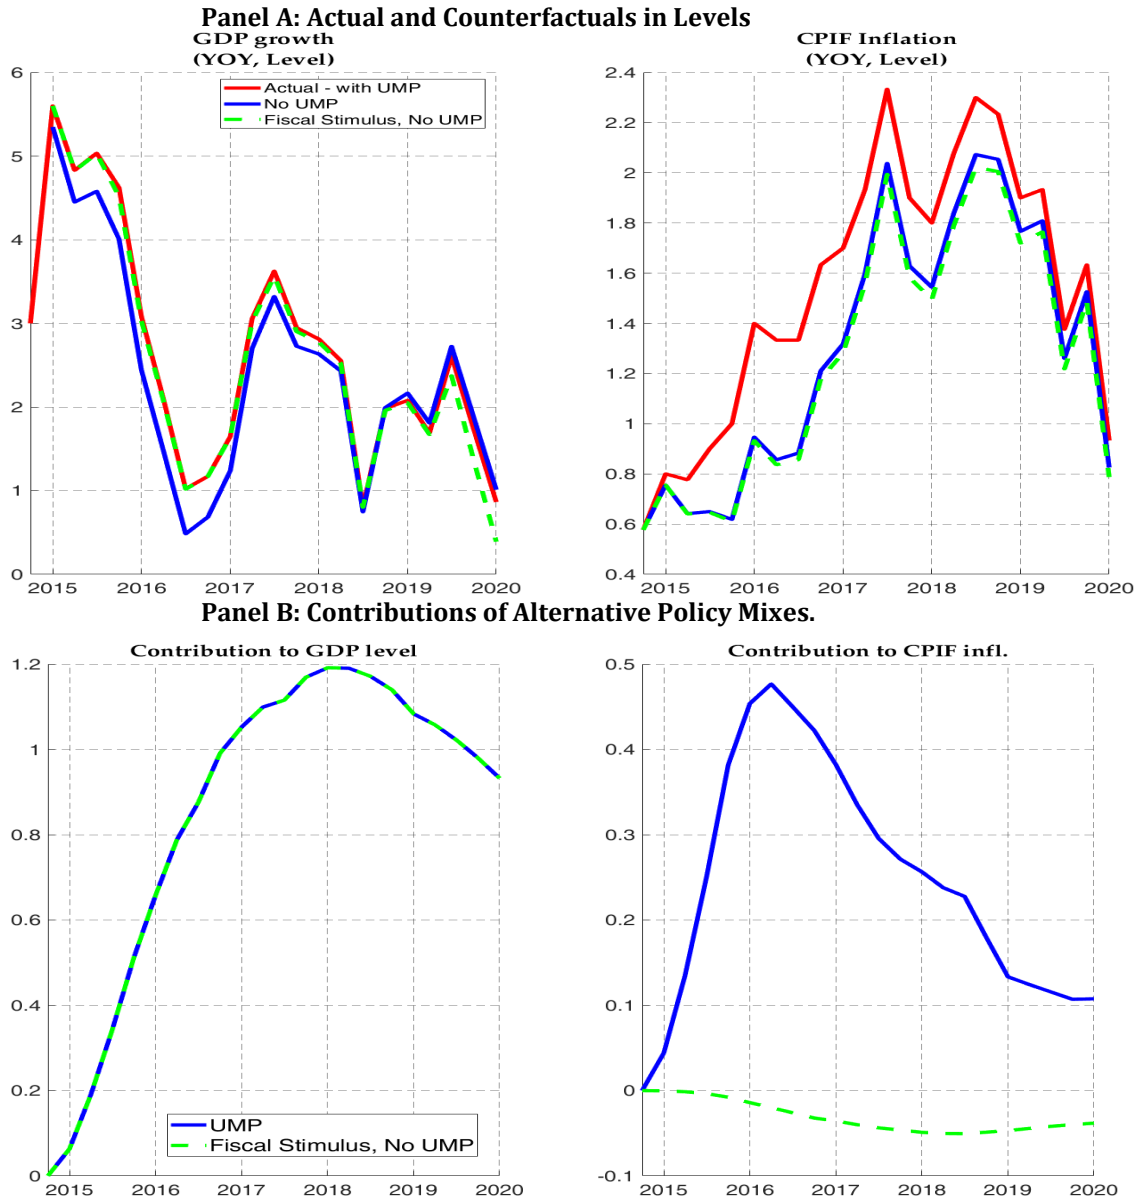 Panel A: Actual and Counterfactuals in Levels
GDP growth
(YOY, Level)
6
5
4
3
2
1
0
2015 2016 2017 2018 2019 2020
Actual - with UMP
No UMP
Fiscal Stimulus, No UMP
CPIF Inflation
(YOY, Level)
2.4
2.2
2
1.8
1.6
1.4
1.2
1
0.8
0.6
0.4
2015 2016 2017 2018 2019 2020
Panel B: Contributions of Alternative Policy Mixes.
Contribution to GDP level
1.2
1
0.8
0.6
0.4
0.2
0
2015 2016 2017 2018 2019 2020
UMP
Fiscal Stimulus, No UMP
Contribution to CPIF infl.
0.5
0.4
0.3
0.2
0.1
0
-0.1
2015 2016 2017 2018 2019 2020